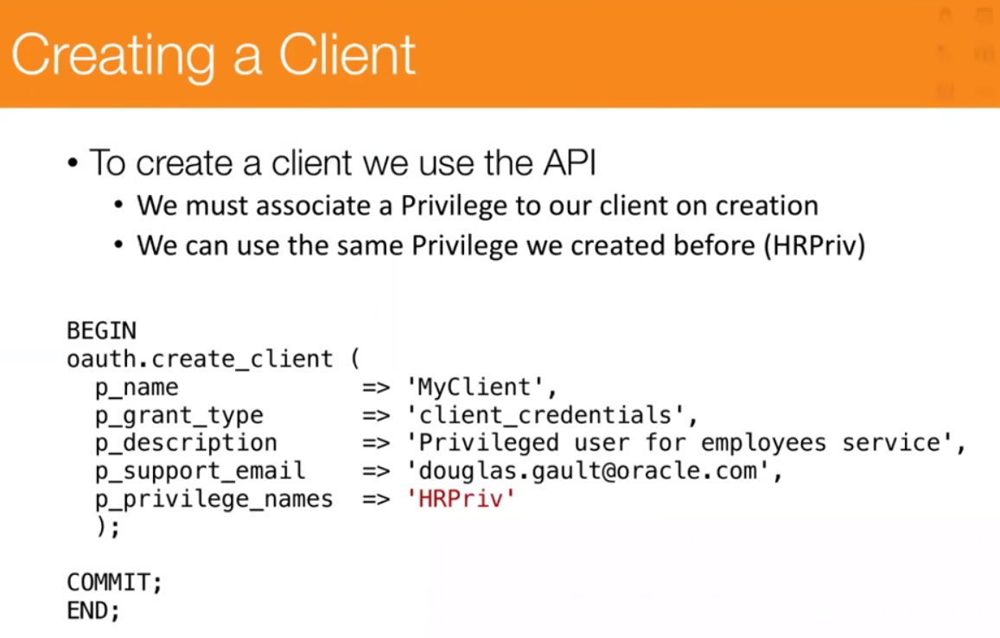 Creating a Client
• To create a client we use the API
• We must associate a Privilege to our client on creation
• We can use the same Privilege we created before (HRPriv)
BEGIN
oauth.create_client (
  p_name             => 'MyClient',
  p_grant_type       => 'client_credentials',
  p_description      => 'Privileged user for employees service',
  p_support_email    => 'douglas.gault@oracle.com',
  p_privilege_names  => 'HRPriv'
  );
COMMIT;
END;